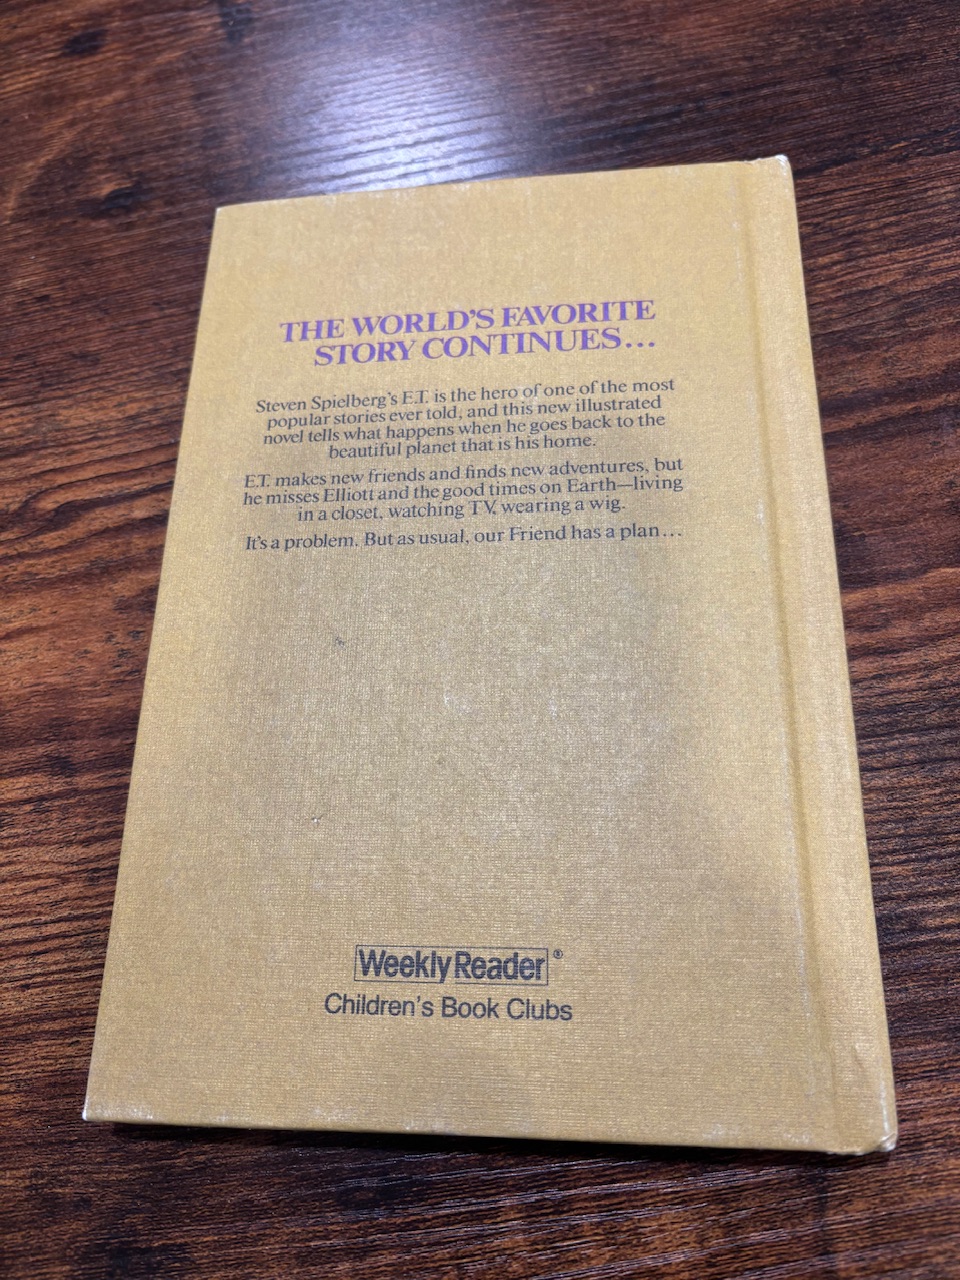 THE WORLD'S FAVORITE
STORY CONTINUES...
Steven Spielberg's E.T. is the hero of one of the most
popular stories ever told, and this new illustrated
novel tells what happens when he goes back to the
beautiful planet that is his home.
E.T. makes new friends and finds new adventures, but
he misses Elliott and the good times on Earth—living
in a closet, watching TV, wearing a wig.
It's a problem. But as usual, our Friend has a plan...
Weekly Reader®
Children's Book Clubs